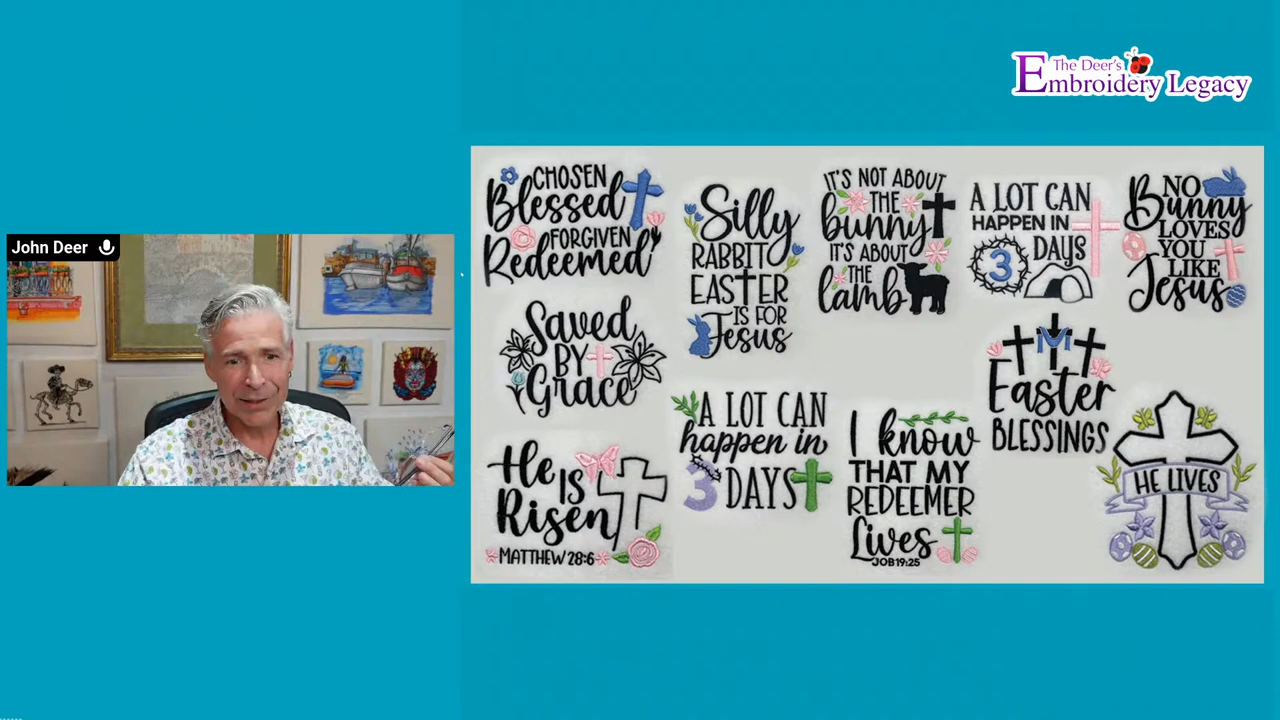 The Deer's
Embroidery Legacy
John Deer
CHOSEN
Blessed
FORGIVEN
Redeemed
Silly
RABBIT
EASTER
IS FOR
Jesus
IT'S NOT ABOUT
THE
bunny
IT'S ABOUT
THE
lamb
A LOT CAN
HAPPEN IN
3 DAYS
NO
Bunny
LOVES
YOU
LIKE
Jesus
Saved
BY
Grace
Easter
BLESSINGS
He
IS
Risen
MATTHEW 28:6
A LOT CAN
happen in
3 DAYS
I know
THAT MY
REDEEMER
Lives
JOB 19:25
HE LIVES